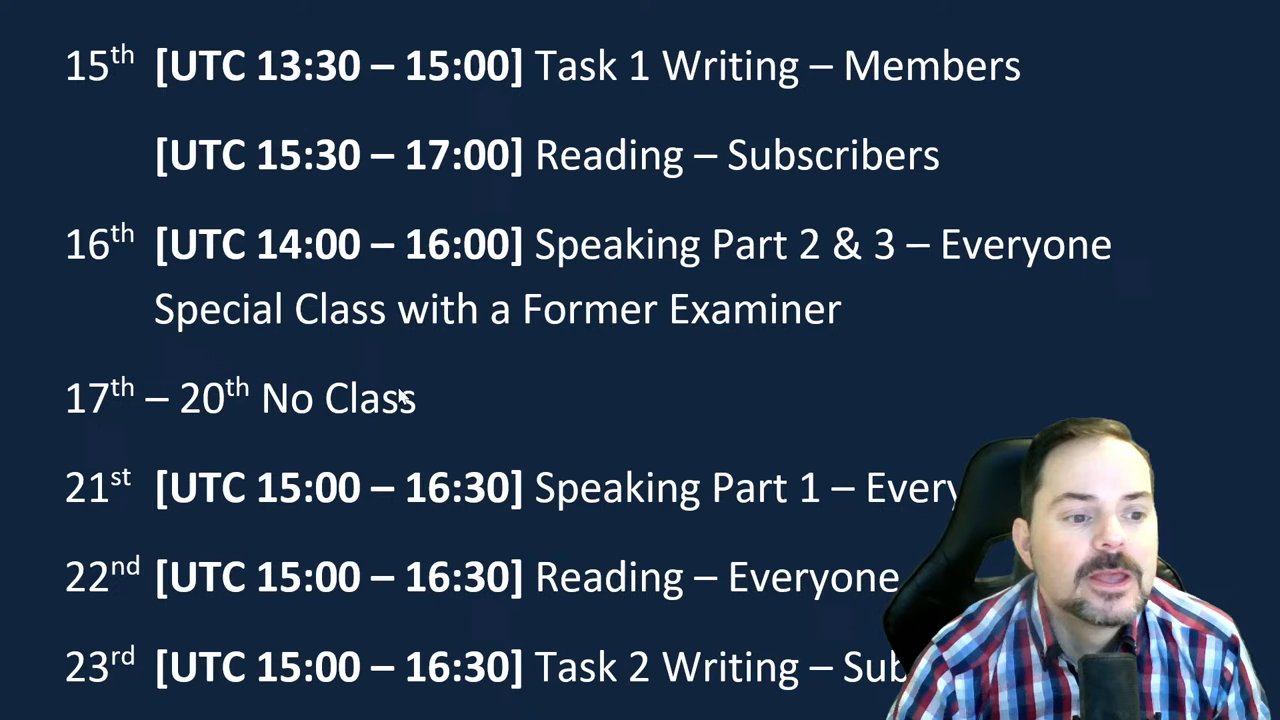 15th [UTC 13:30 – 15:00] Task 1 Writing – Members
[UTC 15:30 – 17:00] Reading – Subscribers
16th [UTC 14:00 – 16:00] Speaking Part 2 & 3 – Everyone
Special Class with a Former Examiner
17th – 20th No Class
21st [UTC 15:00 – 16:30] Speaking Part 1 – Every
22nd [UTC 15:00 – 16:30] Reading – Everyone
23rd [UTC 15:00 – 16:30] Task 2 Writing – Sub